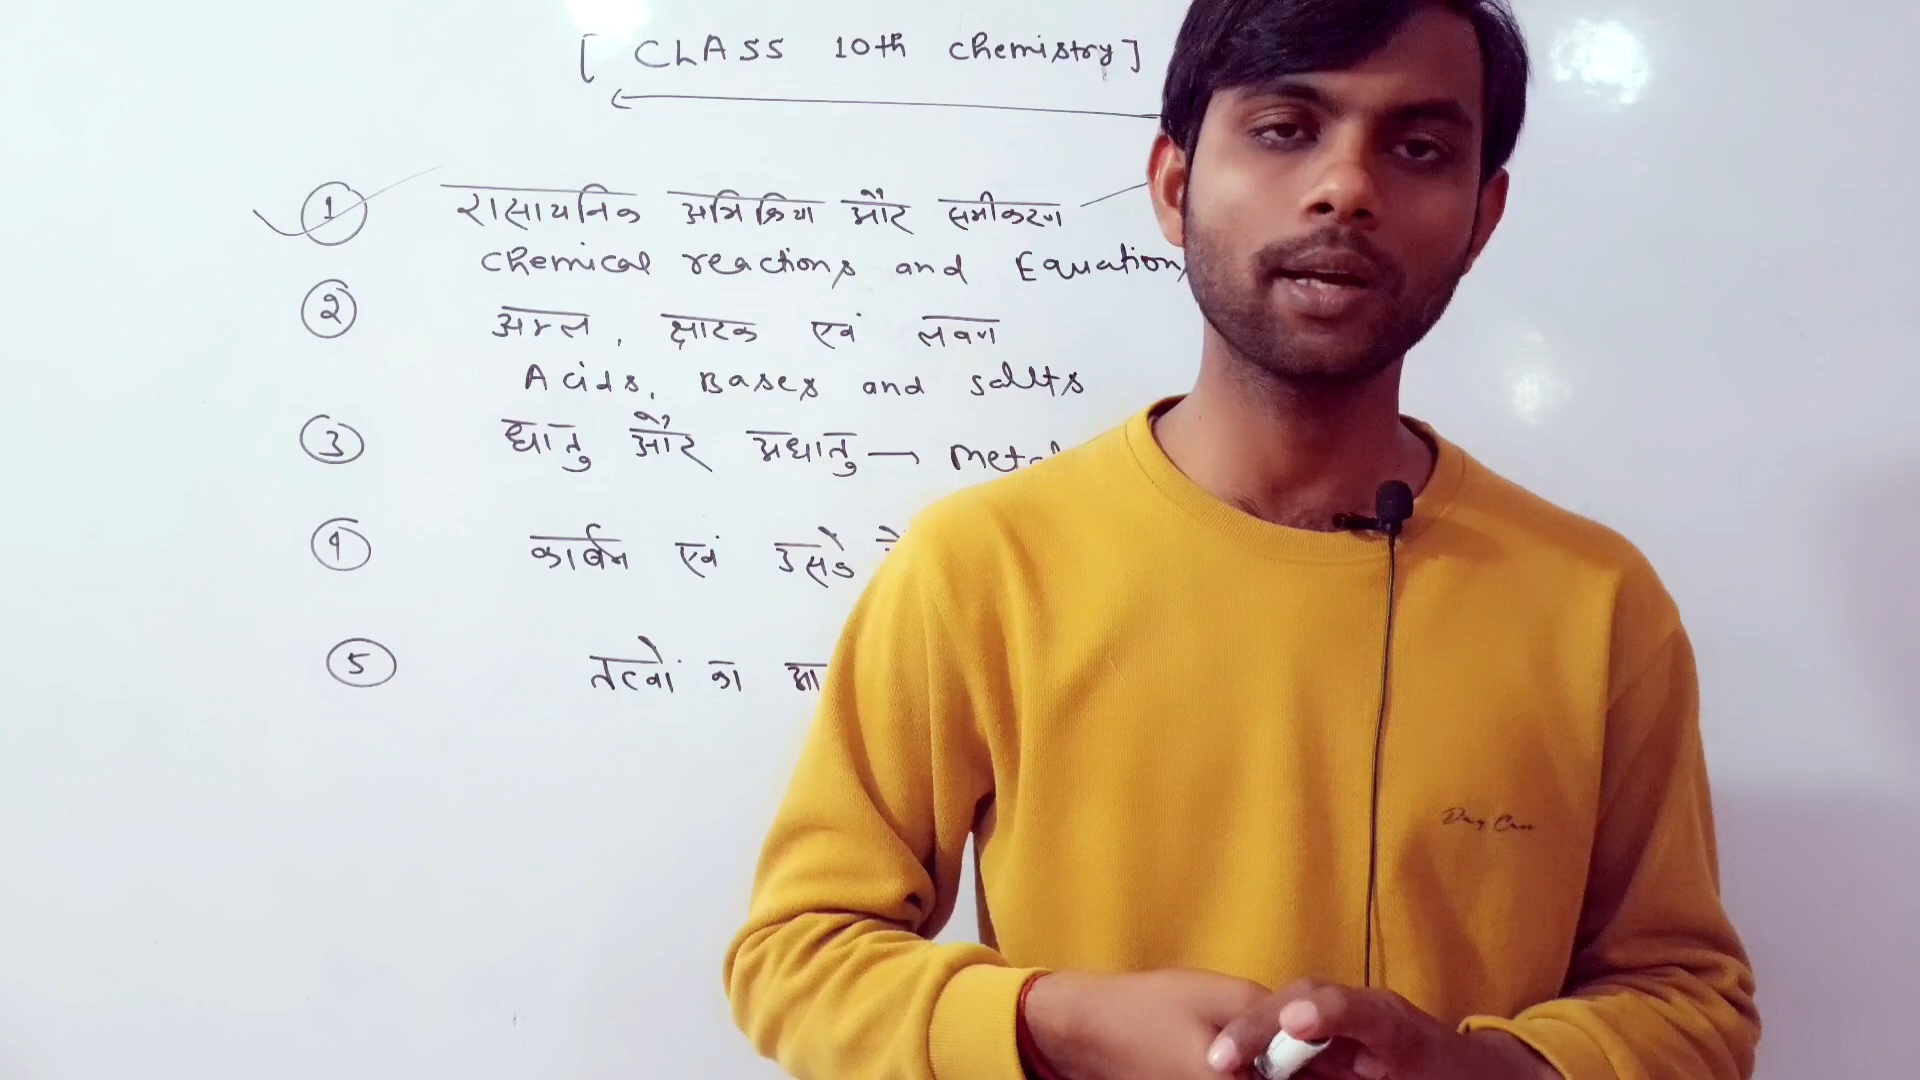 [ CLASS 10th Chemistry ]
1 रासायनिक अभिक्रिया और समीकरण
Chemical reactions and Equations
2 अम्ल, क्षारक एवं लवण
Acids, Bases and Salts
3 धातु और अधातु → Metal
4 कार्बन एवं उसके
5 तत्वों का आ